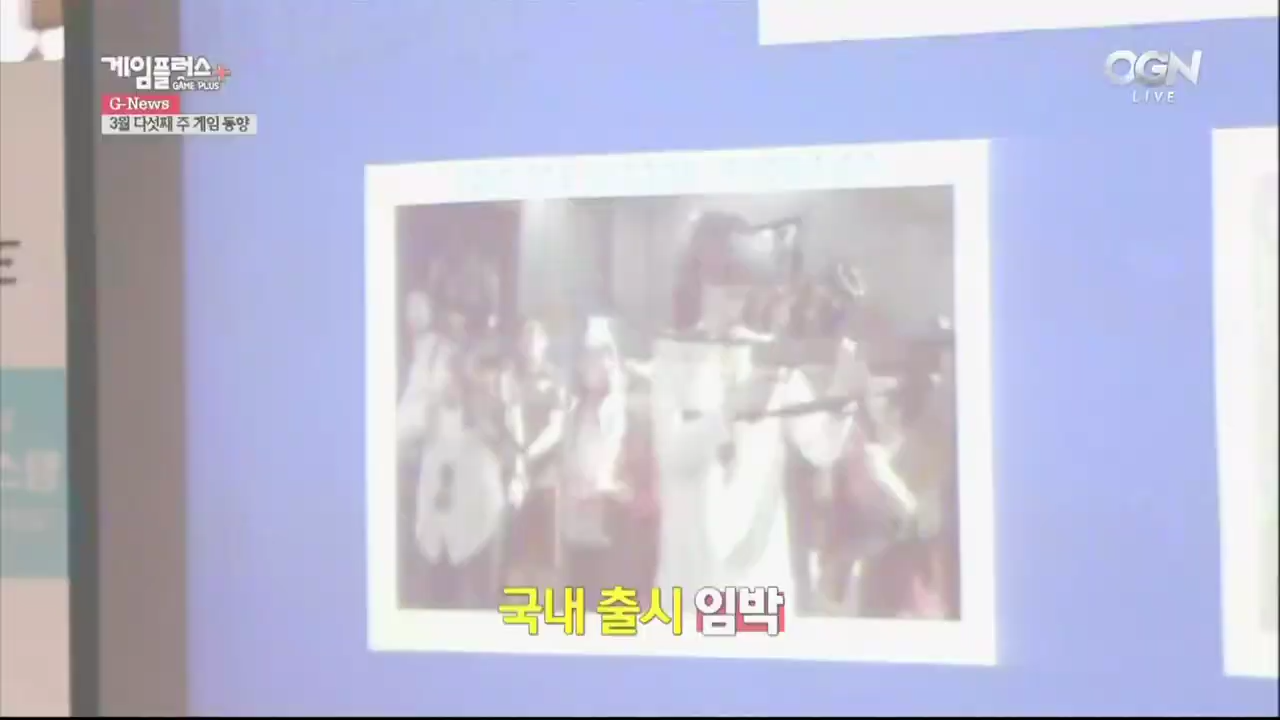 게임플러스+
GAME PLUS
OGN
LIVE
G-News
3월 다섯째 주 게임 동향
국내 출시 임박